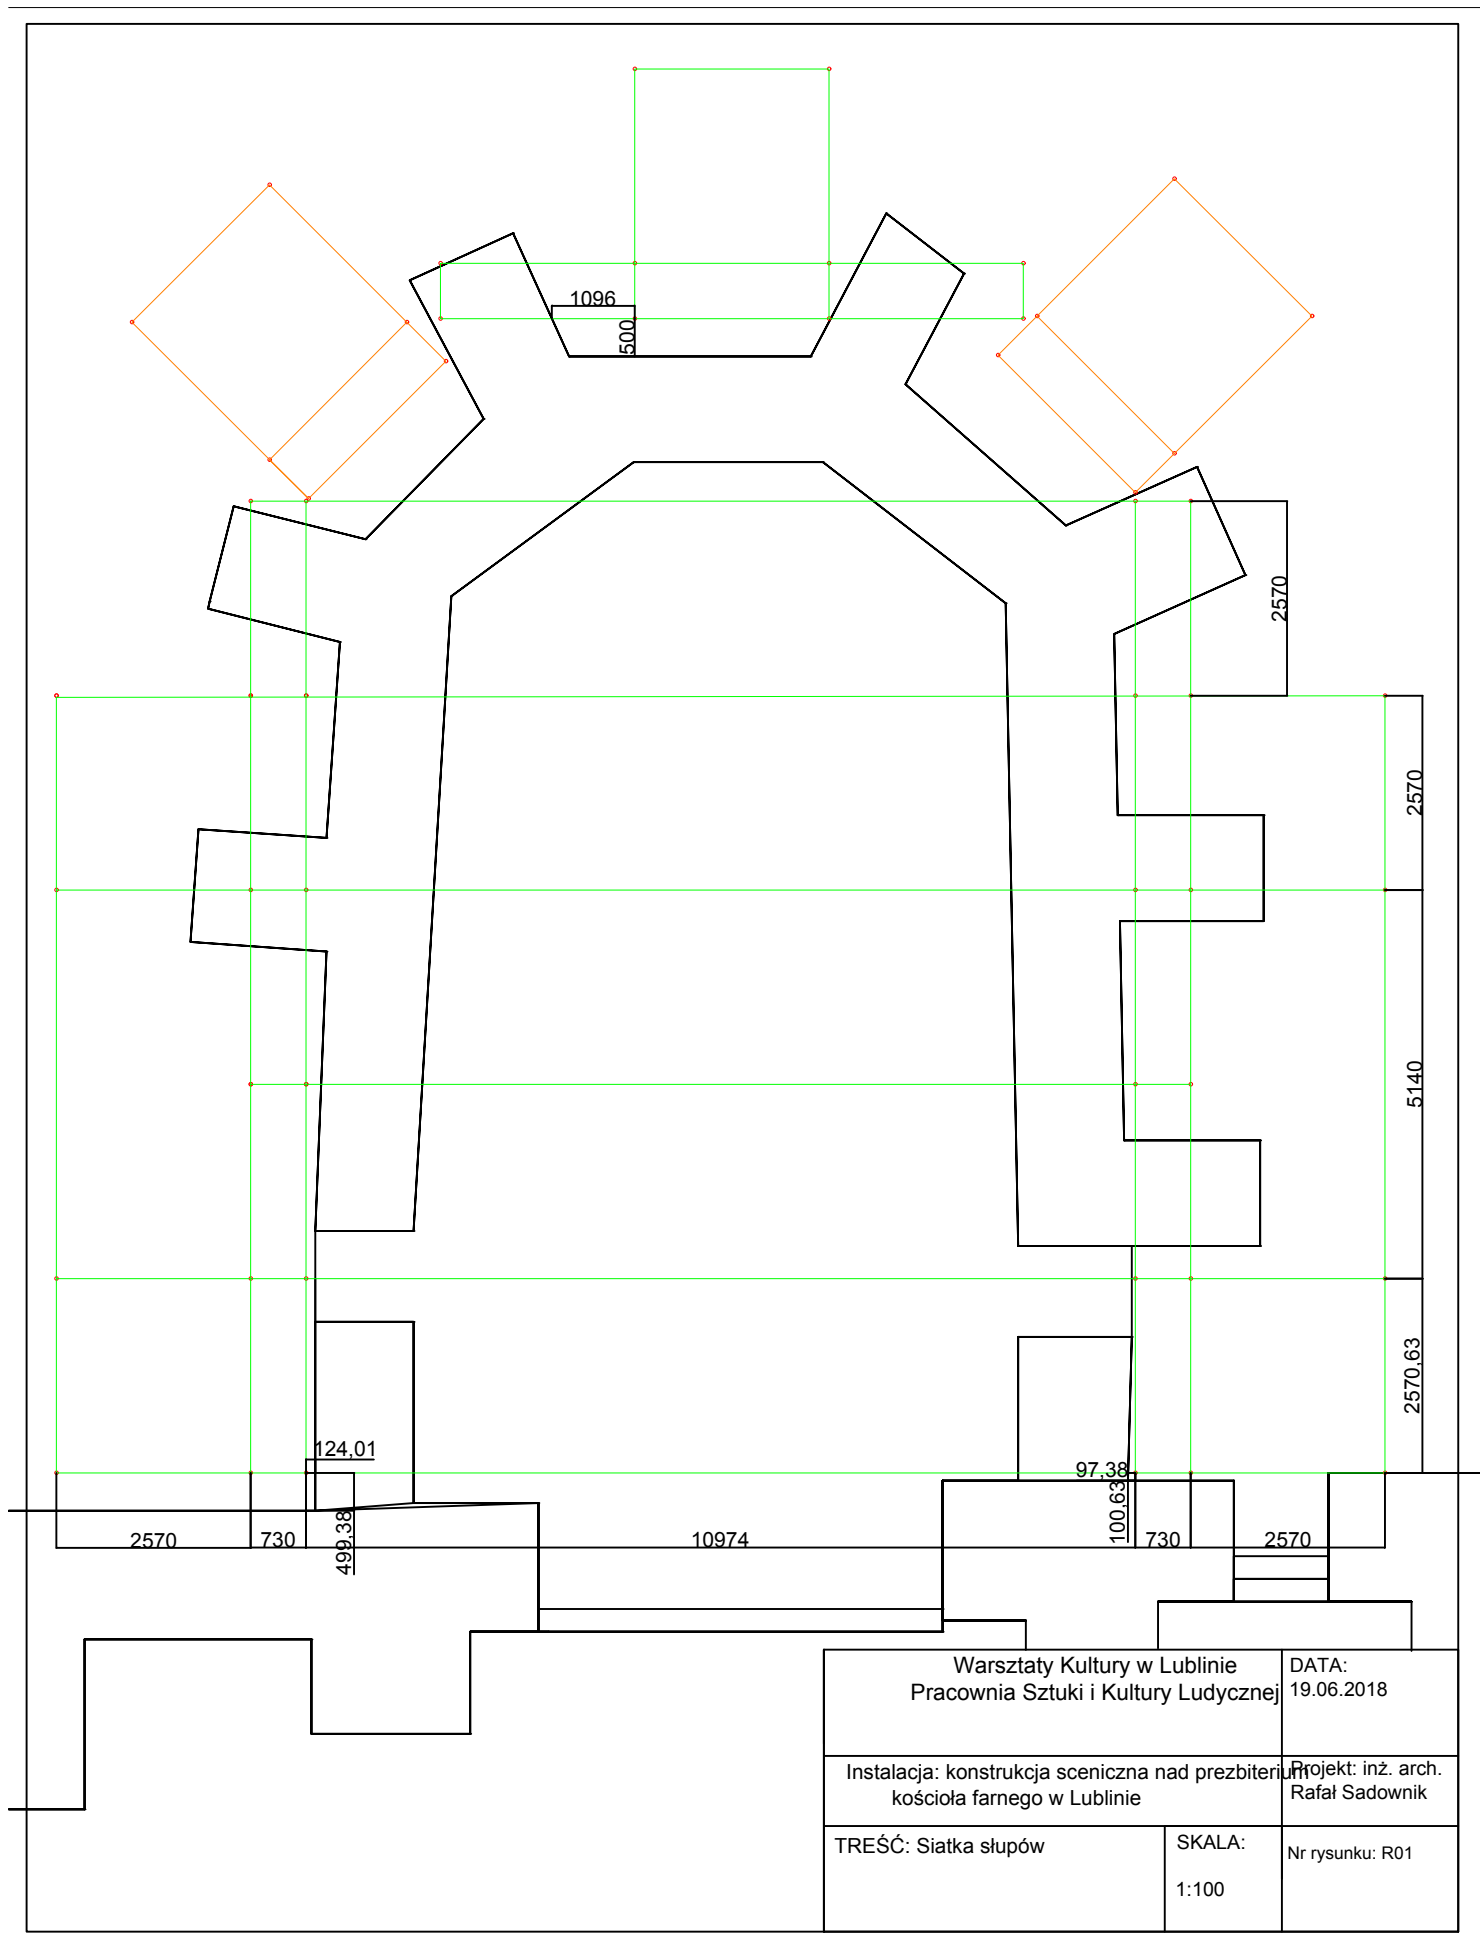 1096
500
2570
2570
5140
2570,63
124,01
97,38
100,63
499,38
2570
730
10974
730
2570
Warsztaty Kultury w Lublinie
Pracownia Sztuki i Kultury Ludycznej
DATA:
19.06.2018
Instalacja: konstrukcja sceniczna nad prezbiterium
kościoła farnego w Lublinie
Projekt: inż. arch.
Rafał Sadownik
TREŚĆ: Siatka słupów
SKALA:
1:100
Nr rysunku: R01